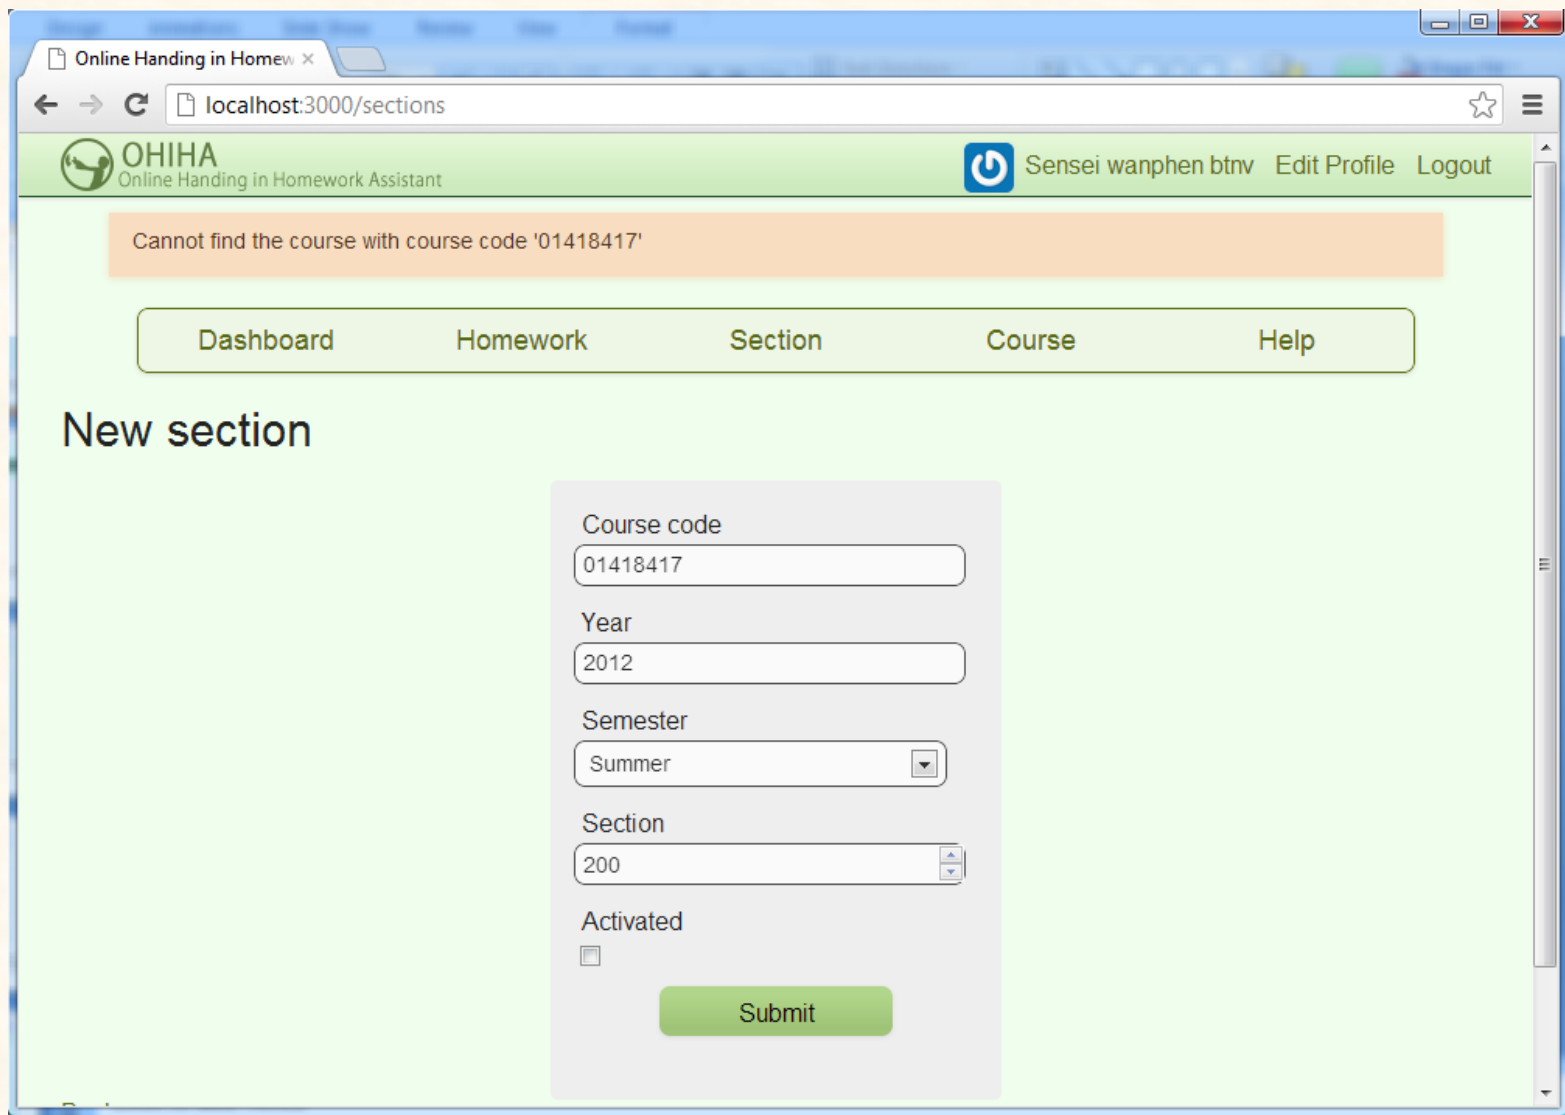 Online Handing in Homew
localhost:3000/sections
OHIHA
Online Handing in Homework Assistant
Sensei wanphen btnv Edit Profile Logout
Cannot find the course with course code '01418417'
Dashboard Homework Section Course Help
New section
Course code
01418417
Year
2012
Semester
Summer
Section
200
Activated
Submit